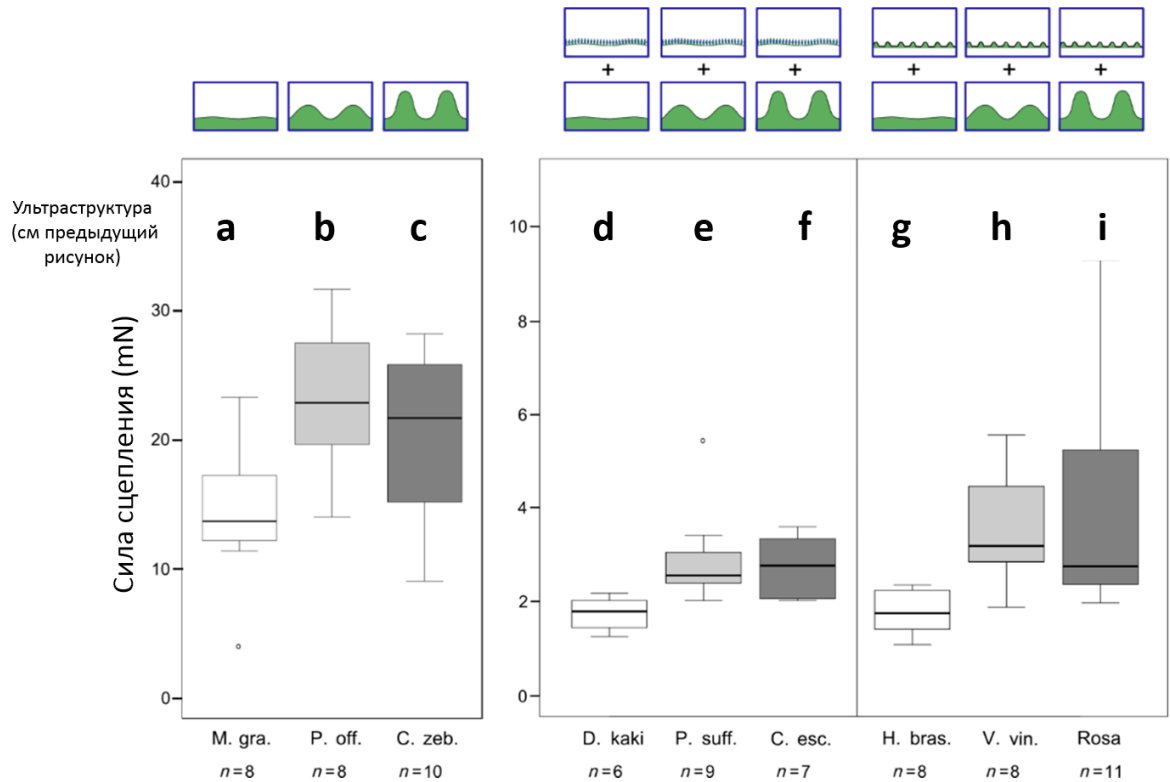 + + + + + +
40
30
20
10
0
Ультраструктура
(см предыдущий
рисунок)
Сила сцепления (mN)
a b c
10
8
6
4
2
0
d e f g h i
M. gra. P. off. C. zeb. D. kaki P. suff. C. esc. H. bras. V. vin. Rosa
n=8 n=8 n=10 n=6 n=9 n=7 n=8 n=8 n=11